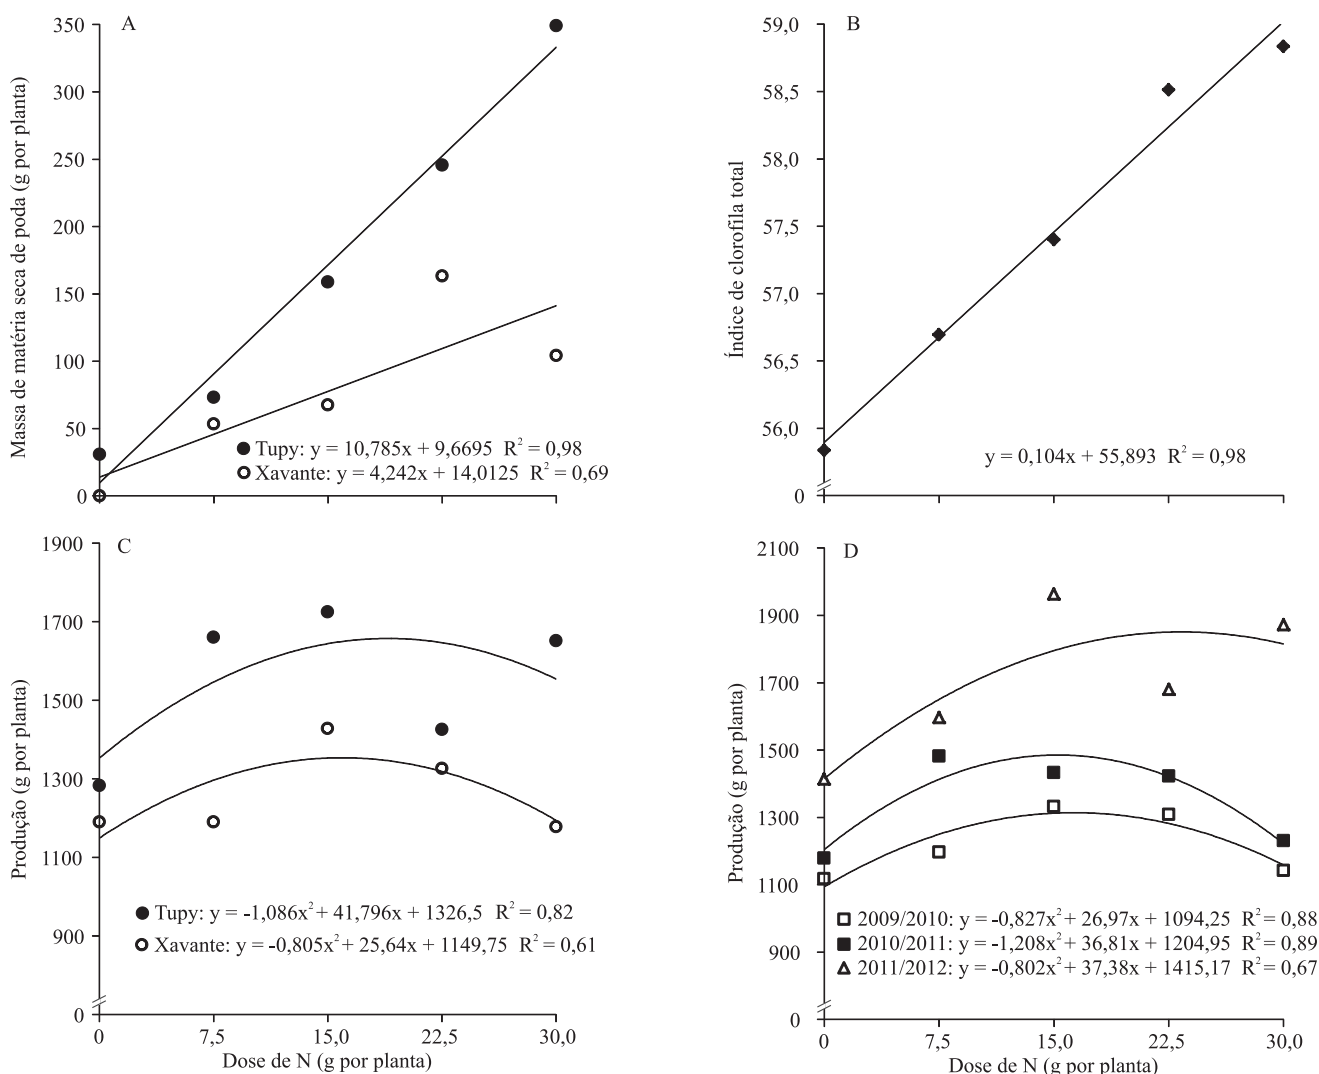 A
350
300
250
200
150
100
50
0
Massa de matéria seca de poda (g por planta)
Tupy: y = 10,785x + 9,6695 R² = 0,98
Xavante: y = 4,242x + 14,0125 R² = 0,69
B
59,0
58,5
58,0
57,5
57,0
56,5
56,0
0
Índice de clorofila total
y = 0,104x + 55,893 R² = 0,98
C
1900
1700
1500
1300
1100
900
0
Produção (g por planta)
Tupy: y = -1,086x² + 41,796x + 1326,5 R² = 0,82
Xavante: y = -0,805x² + 25,64x + 1149,75 R² = 0,61
0 7,5 15,0 22,5 30,0
Dose de N (g por planta)
D
2100
1900
1700
1500
1300
1100
900
0
Produção (g por planta)
2009/2010: y = -0,827x² + 26,97x + 1094,25 R² = 0,88
2010/2011: y = -1,208x² + 36,81x + 1204,95 R² = 0,89
2011/2012: y = -0,802x² + 37,38x + 1415,17 R² = 0,67
0 7,5 15,0 22,5 30,0
Dose de N (g por planta)